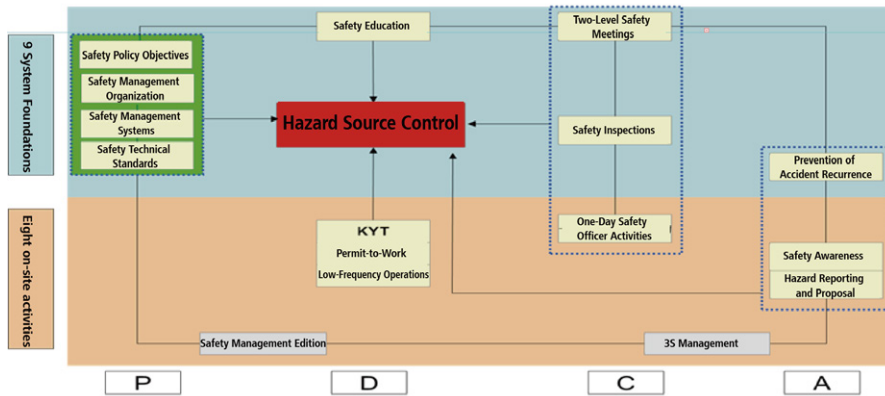 9 System Foundations
Eight on-site activities
Safety Policy Objectives
Safety Management
Organization
Safety Management
Systems
Safety Technical
Standards
Safety Education
Hazard Source Control
KYT
Permit-to-Work
Low-Frequency Operations
Two-Level Safety
Meetings
Safety Inspections
One-Day Safety
Officer Activities
Prevention of
Accident Recurrence
Safety Awareness
Hazard Reporting
and Proposal
Safety Management Edition
3S Management
P
D
C
A